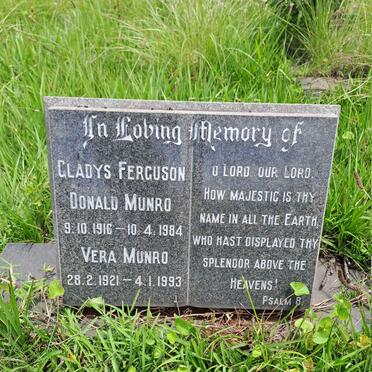 In Loving Memory of
Gladys Ferguson
Donald Munro
9.10.1916 - 10.4.1984
Vera Munro
28.2.1921 - 4.1.1993
O Lord our Lord,
How majestic is thy
name in all the Earth,
who hast displayed thy
splendor above the
Heavens!
Psalm 8